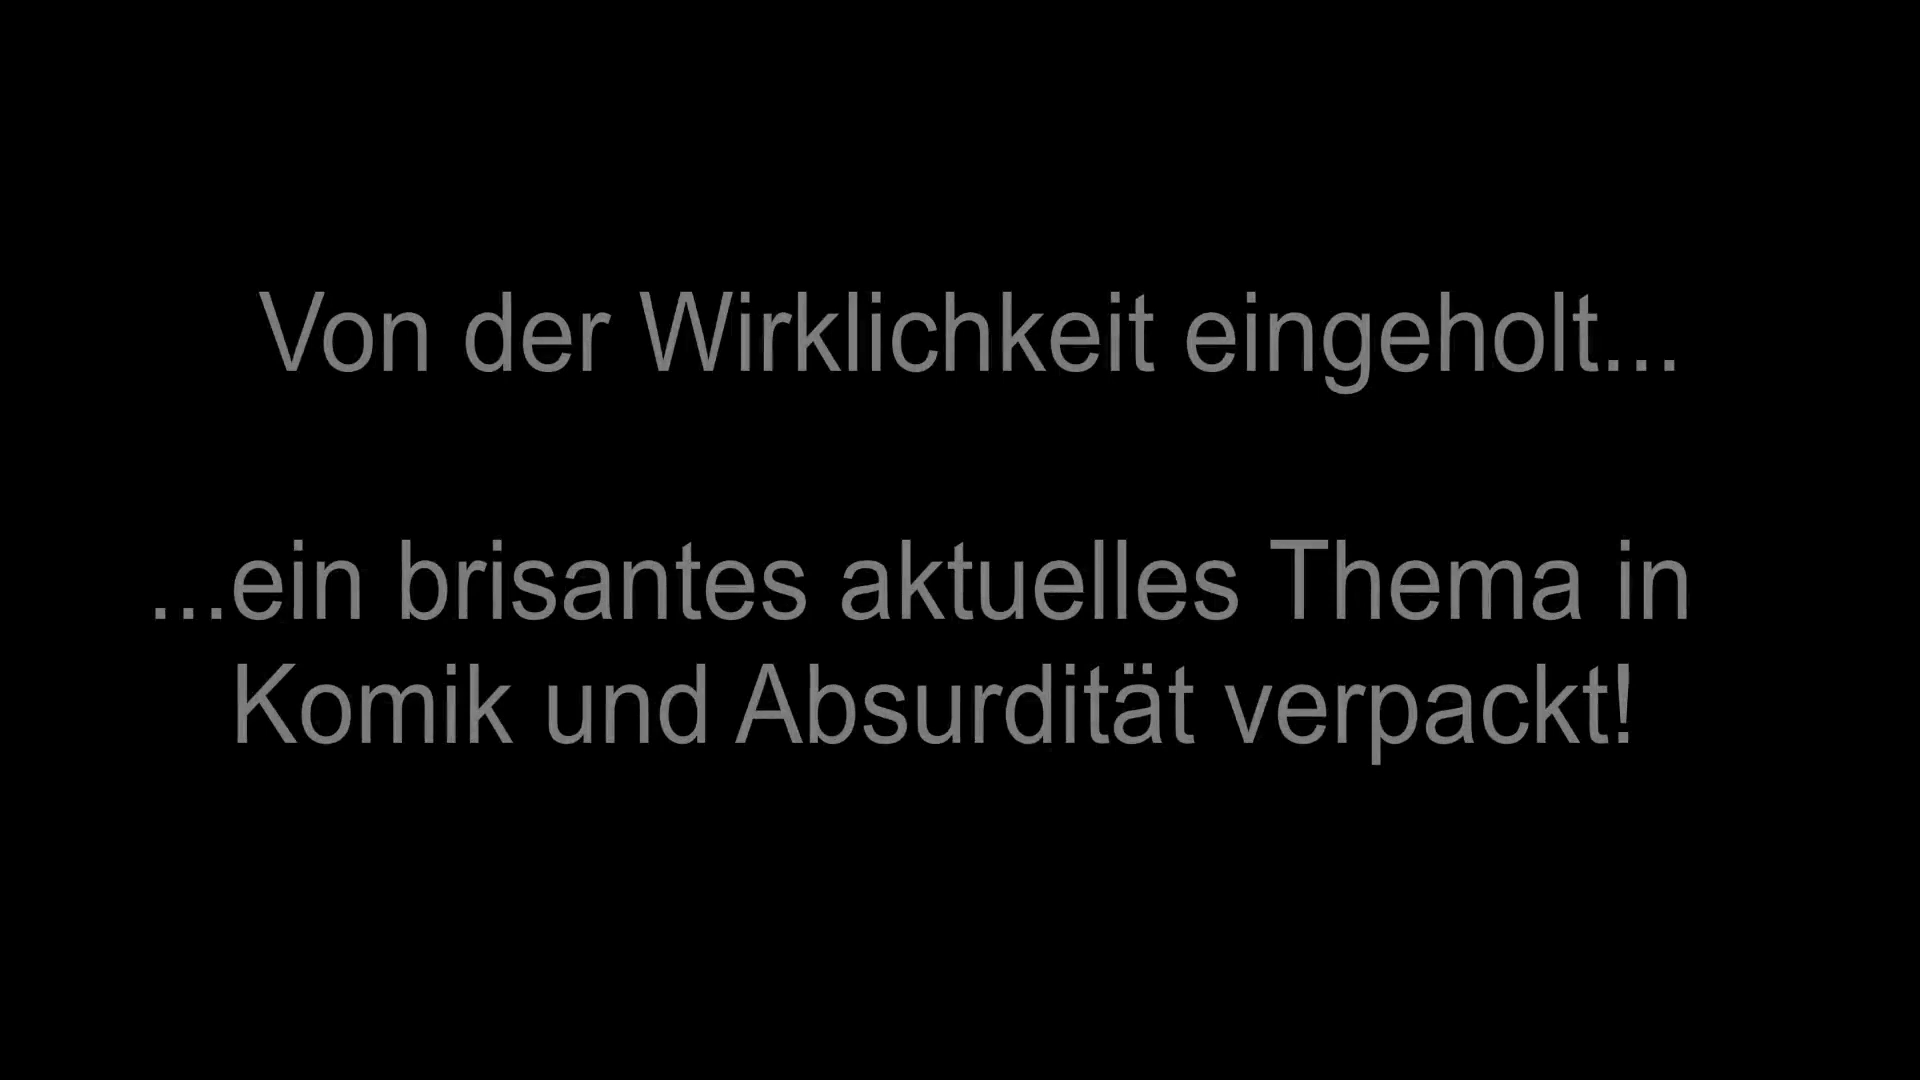 Von der Wirklichkeit eingeholt...
...ein brisantes aktuelles Thema in
Komik und Absurdität verpackt!